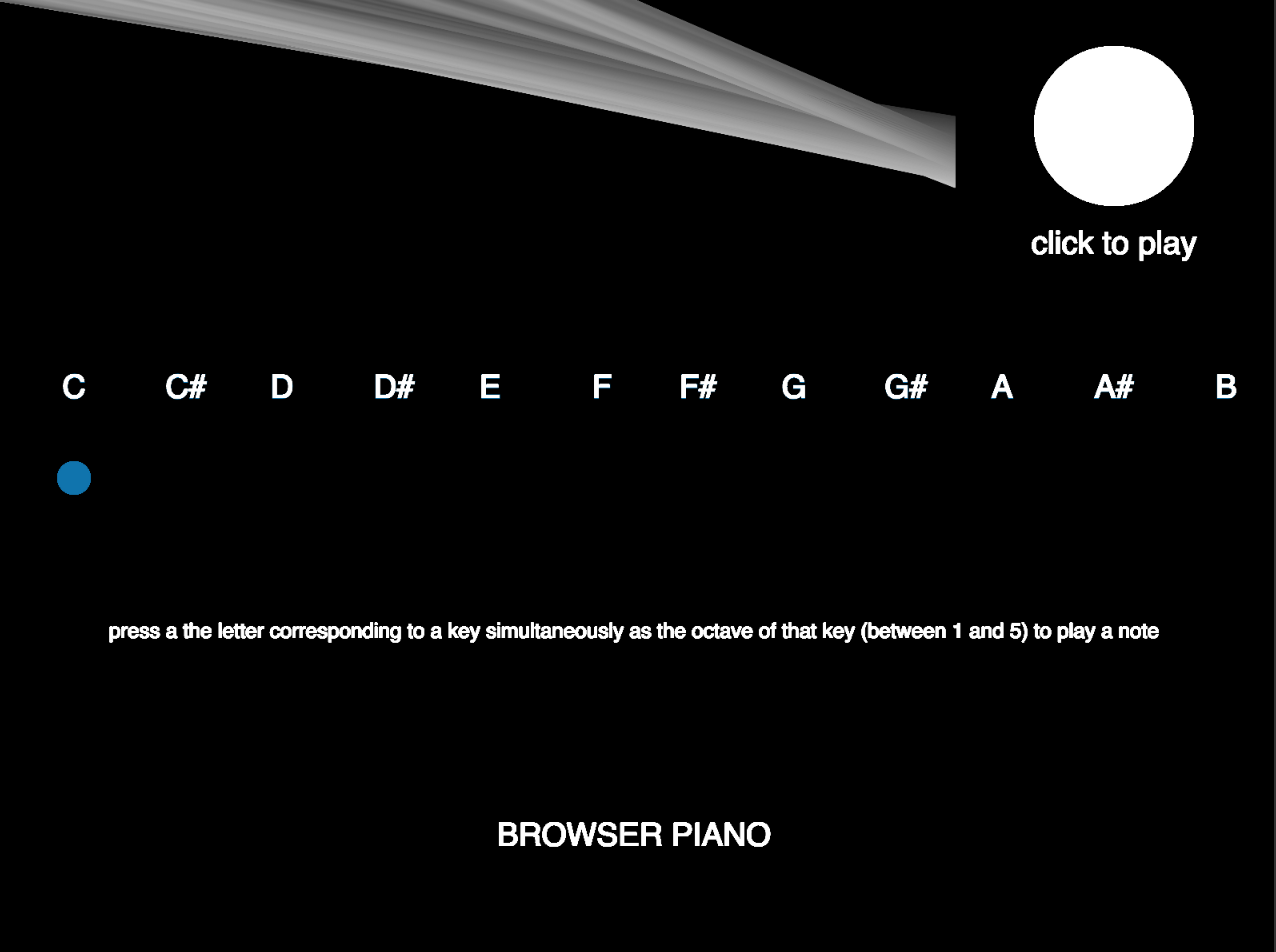 click to play
C C# D D# E F F# G G# A A# B
press a the letter corresponding to a key simultaneously as the octave of that key (between 1 and 5) to play a note
BROWSER PIANO